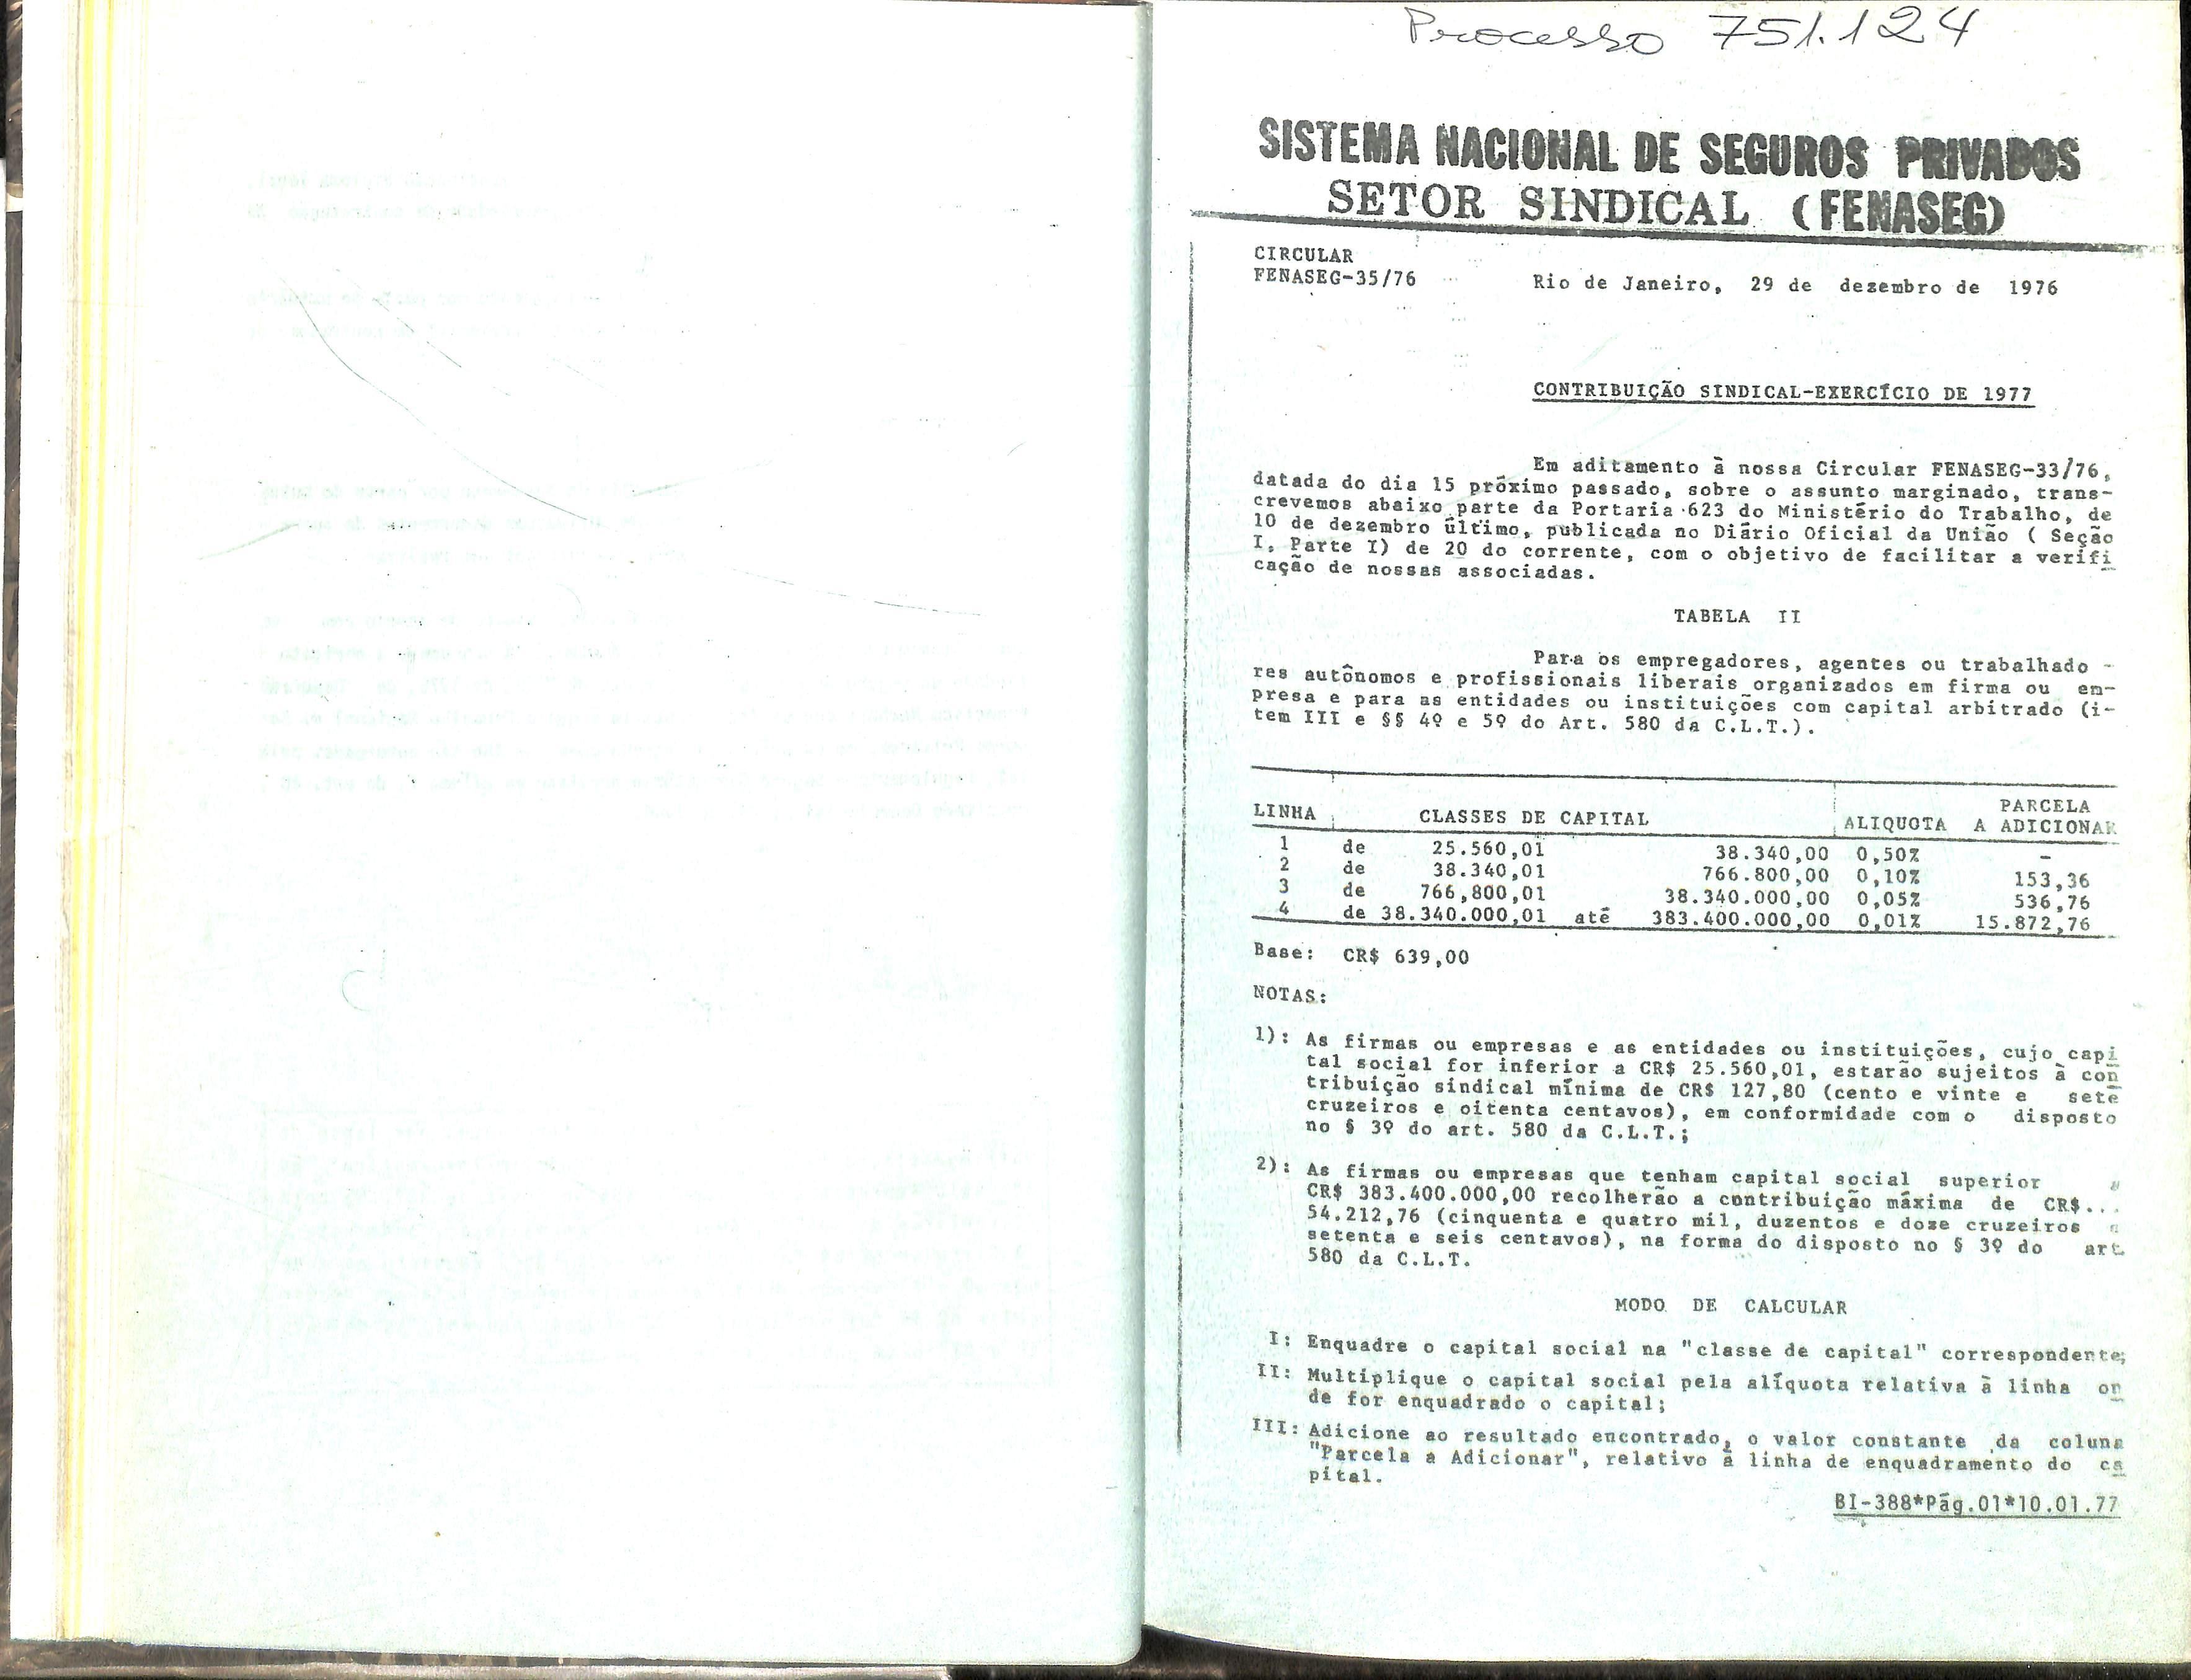 Processo 751.124
SISTEMA NACIONAL DE SEGUROS PRIVADOS
SETOR SINDICAL (FENASEG)
CIRCULAR
FENASEG-35/76 Rio de Janeiro, 29 de dezembro de 1976
CONTRIBUIÇÃO SINDICAL-EXERCÍCIO DE 1977
Em aditamento à nossa Circular FENASEG-33/76,
datada do dia 15 próximo passado, sobre o assunto marginado, trans-
crevemos abaixo parte da Portaria 623 do Ministério do Trabalho, de
10 de dezembro último, publicada no Diário Oficial da União ( Seção
I, Parte I) de 20 do corrente, com o objetivo de facilitar a verifi
cação de nossas associadas.
TABELA II
Para os empregadores, agentes ou trabalhado -
res autônomos e profissionais liberais organizados em firma ou em-
presa e para as entidades ou instituições com capital arbitrado (i-
tem III e §§ 4º e 5º do Art. 580 da C.L.T.).
LINHA CLASSES DE CAPITAL ALIQUOTA PARCELA A ADICIONAR
1 de 25.560,01 38.340,00 0,50% -
2 de 38.340,01 766.800,00 0,10% 153,36
3 de 766,800,01 38.340.000,00 0,05% 536,76
4 de 38.340.000,01 até 383.400.000,00 0,01% 15.872,76
Base: CR$ 639,00
NOTAS:
1): As firmas ou empresas e as entidades ou instituições, cujo capi
tal social for inferior a CR$ 25.560,01, estarão sujeitos à con
tribuição sindical mínima de CR$ 127,80 (cento e vinte e sete
cruzeiros e oitenta centavos), em conformidade com o disposto
no § 3º do art. 580 da C.L.T.;
2): As firmas ou empresas que tenham capital social superior
CR$ 383.400.000,00 recolherão a contribuição máxima de CR$...
54.212,76 (cinquenta e quatro mil, duzentos e doze cruzeiros
setenta e seis centavos), na forma do disposto no § 3º do art.
580 da C.L.T.
MODO DE CALCULAR
I: Enquadre o capital social na "classe de capital" correspondente;
II: Multiplique o capital social pela alíquota relativa à linha on
de for enquadrado o capital;
III: Adicione ao resultado encontrado, o valor constante da coluna
"Parcela a Adicionar", relativo à linha de enquadramento do ca
pital.
BI-388*Pág.01*10.01.77